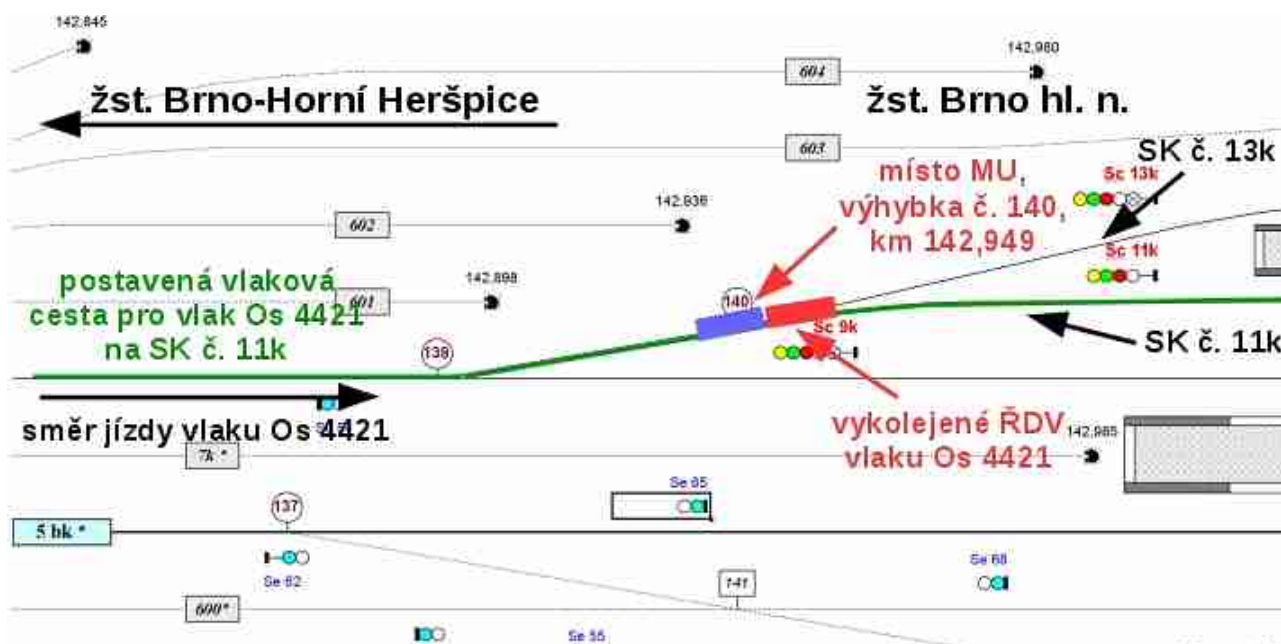 142,845
142,980
604
žst. Brno-Horní Heršpice
žst. Brno hl. n.
603
SK č. 13k
místo MU,
Sc 13k
výhybka č. 140,
142,936
602
km 142,949
Sc 11k
postavená vlaková
142,898
601
140
cesta pro vlak Os 4421
Sc 9k
na SK č. 11k
139
SK č. 11k
směr jízdy vlaku Os 4421
vykolejené ŘDV
142,985
7k *
vlaku Os 4421
Se 65
137
5 bk *
Se 62
Se 68
141
600*
Se 55